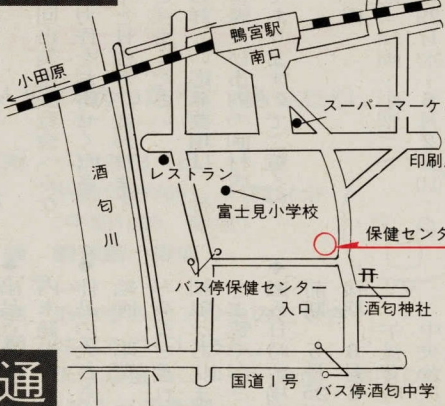 鴨宮駅
南口
小田原
スーパーマーケ
印刷
レストラン
酒匂川
富士見小学校
保健センタ
バス停保健センター
入口
酒匂神社
国道1号
バス停酒匂中学
通